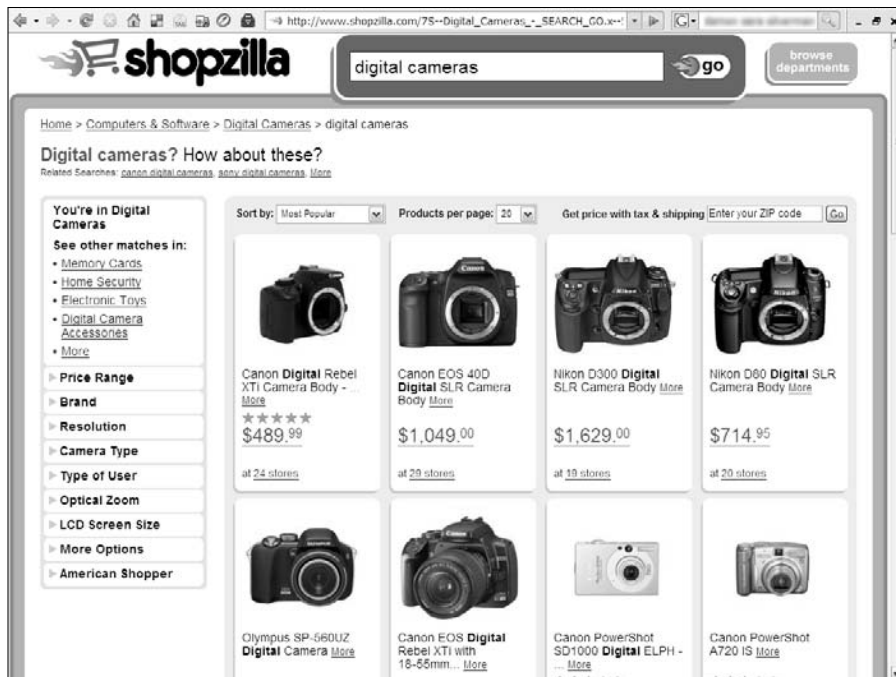 http://www.shopzilla.com/7S--Digital_Cameras_-_SEARCH_GO.x--
G
shopzilla
digital cameras
go
browse
departments
Home > Computers & Software > Digital Cameras > digital cameras
Digital cameras? How about these?
Related Searches: canon digital cameras, sony digital cameras, More
You're in Digital
Cameras
See other matches in:
• Memory Cards
• Home Security
• Electronic Toys
• Digital Camera
Accessories
• More
Price Range
Brand
Resolution
Camera Type
Type of User
Optical Zoom
LCD Screen Size
More Options
American Shopper
Sort by: Most Popular Products per page: 20 Get price with tax & shipping Enter your ZIP code Go
Canon Digital Rebel
XTi Camera Body - ...
More
$489.99
at 24 stores
Canon EOS 40D
Digital SLR Camera
Body More
$1,049.00
at 29 stores
Nikon D300 Digital
SLR Camera Body More
$1,629.00
at 19 stores
Nikon D80 Digital SLR
Camera Body More
$714.95
at 20 stores
Olympus SP-560UZ
Digital Camera More
Canon EOS Digital
Rebel XTi with
18-55mm... More
Canon PowerShot
SD1000 Digital ELPH -
... More
Canon PowerShot
A720 IS More